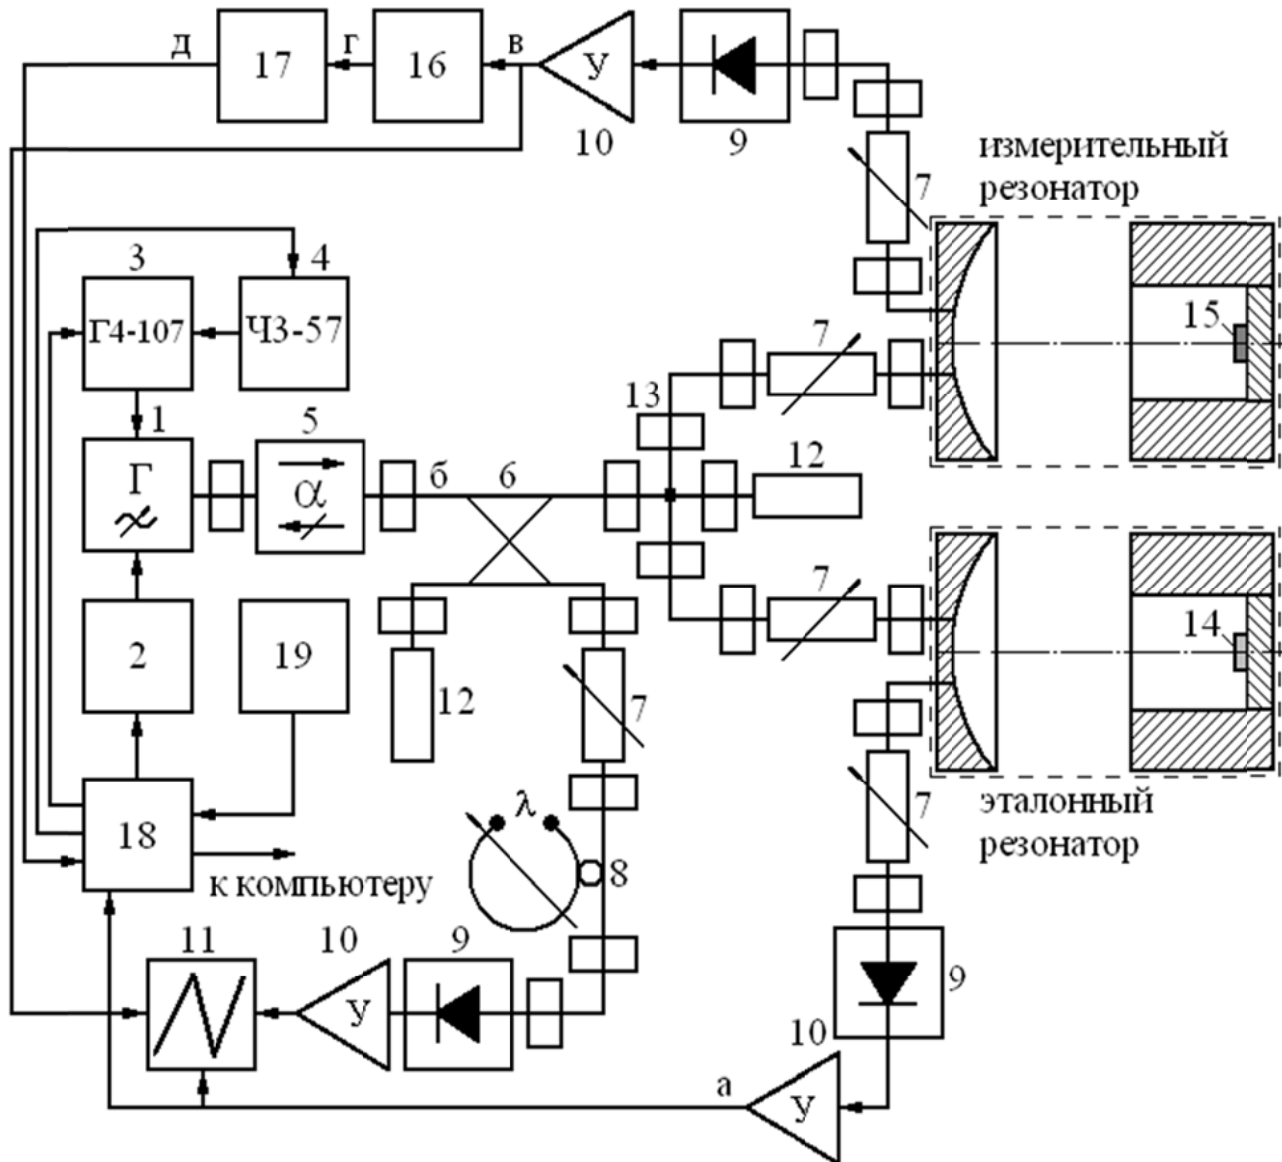 д
17
г
16
в
У
10
9
7
измерительный
резонатор
3
4
Г4-107
ЧЗ-57
7
15
13
1
5
б
6
12
Г
α
7
14
2
19
12
7
λ
8
7
эталонный
резонатор
18
к компьютеру
11
10
9
У
9
10
а
У